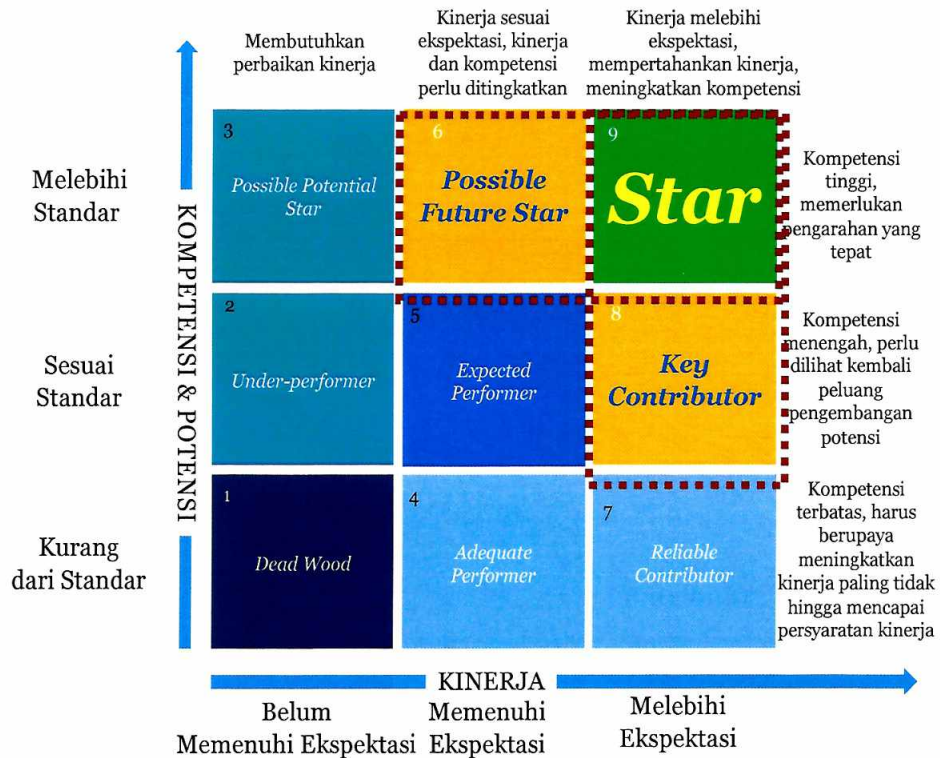 Membutuhkan
perbaikan kinerja
Kinerja sesuai
ekspektasi, kinerja
dan kompetensi
perlu ditingkatkan
Kinerja melebihi
ekspektasi,
mempertahankan kinerja,
meningkatkan kompetensi
KOMPETENSI & POTENSI
Melebihi
Standar
3
Possible Potential
Star
6
Possible
Future Star
9
Star
Kompetensi
tinggi,
memerlukan
pengarahan yang
tepat
Sesuai
Standar
2
Under-performer
5
Expected
Performer
8
Key
Contributor
Kompetensi
menengah, perlu
dilihat kembali
peluang
pengembangan
potensi
Kurang
dari Standar
1
Dead Wood
4
Adequate
Performer
7
Reliable
Contributor
Kompetensi
terbatas, harus
berupaya
meningkatkan
kinerja paling tidak
hingga mencapai
persyaratan kinerja
KINERJA
Belum
Memenuhi Ekspektasi
Memenuhi
Ekspektasi
Melebihi
Ekspektasi